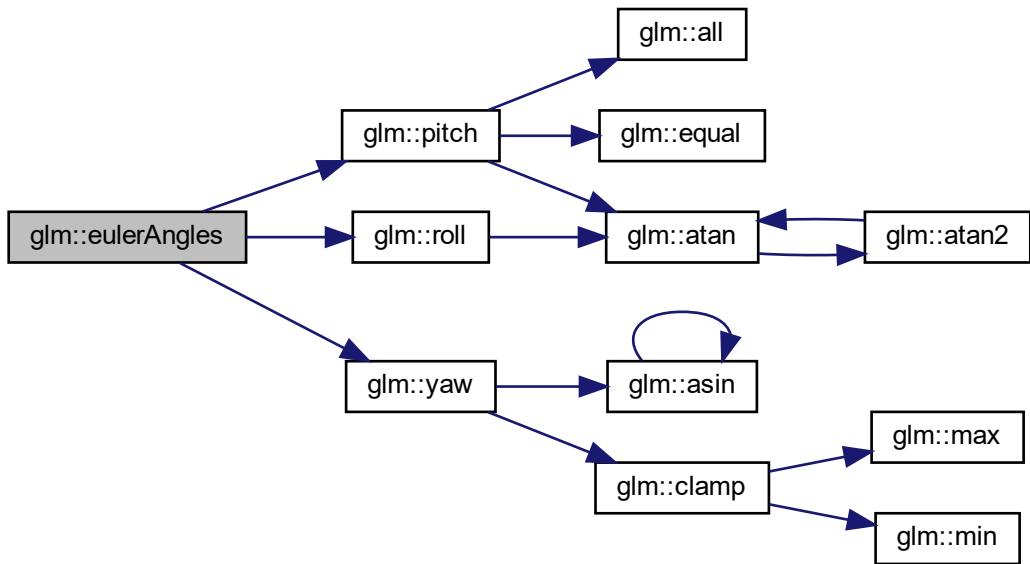 glm::all
glm::pitch
glm::equal
glm::eulerAngles
glm::roll
glm::atan
glm::atan2
glm::yaw
glm::asin
glm::max
glm::clamp
glm::min